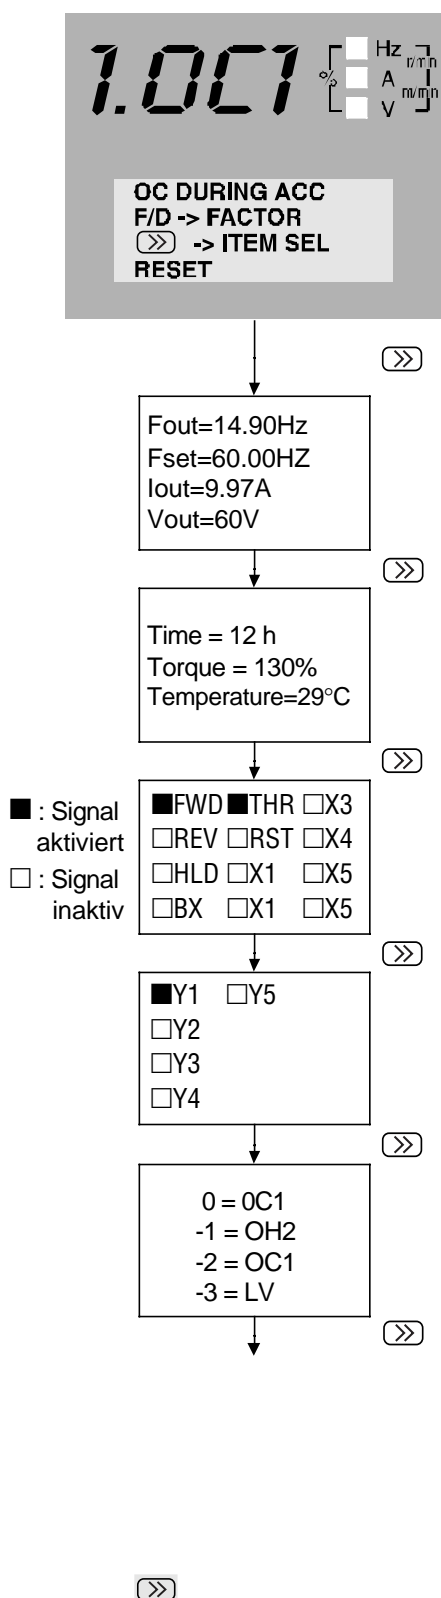 1.OC1
% Hz r/min
A m/min
V
OC DURING ACC
F/D -> FACTOR
>> -> ITEM SEL
RESET
>>
Fout=14.90Hz
Fset=60.00HZ
Iout=9.97A
Vout=60V
>>
Time = 12 h
Torque = 130%
Temperature=29°C
>>
■ : Signal
aktiviert
□ : Signal
inaktiv
■FWD ■THR □X3
□REV □RST □X4
□HLD □X1 □X5
□BX □X1 □X5
>>
■Y1 □Y5
□Y2
□Y3
□Y4
>>
0 = 0C1
-1 = OH2
-2 = OC1
-3 = LV
>>
>>